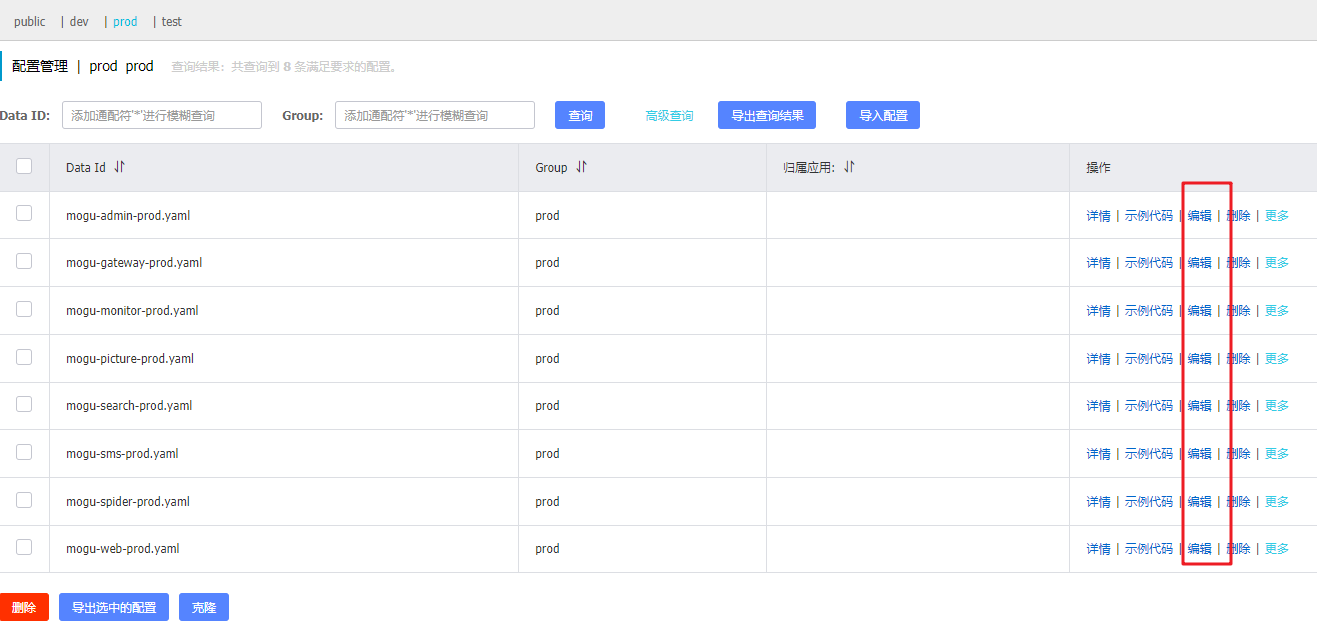 public | dev | prod | test
配置管理 | prod prod 查询结果：共查询到 8 条满足要求的配置。
Data ID: 添加通配符'*'进行模糊查询 Group: 添加通配符'*'进行模糊查询 查询 高级查询 导出查询结果 导入配置
Data Id Group 归属应用: 操作
mogu-admin-prod.yaml prod 详情 | 示例代码 | 编辑 | 删除 | 更多
mogu-gateway-prod.yaml prod 详情 | 示例代码 | 编辑 | 删除 | 更多
mogu-monitor-prod.yaml prod 详情 | 示例代码 | 编辑 | 删除 | 更多
mogu-picture-prod.yaml prod 详情 | 示例代码 | 编辑 | 删除 | 更多
mogu-search-prod.yaml prod 详情 | 示例代码 | 编辑 | 删除 | 更多
mogu-sms-prod.yaml prod 详情 | 示例代码 | 编辑 | 删除 | 更多
mogu-spider-prod.yaml prod 详情 | 示例代码 | 编辑 | 删除 | 更多
mogu-web-prod.yaml prod 详情 | 示例代码 | 编辑 | 删除 | 更多
删除 导出选中的配置 克隆